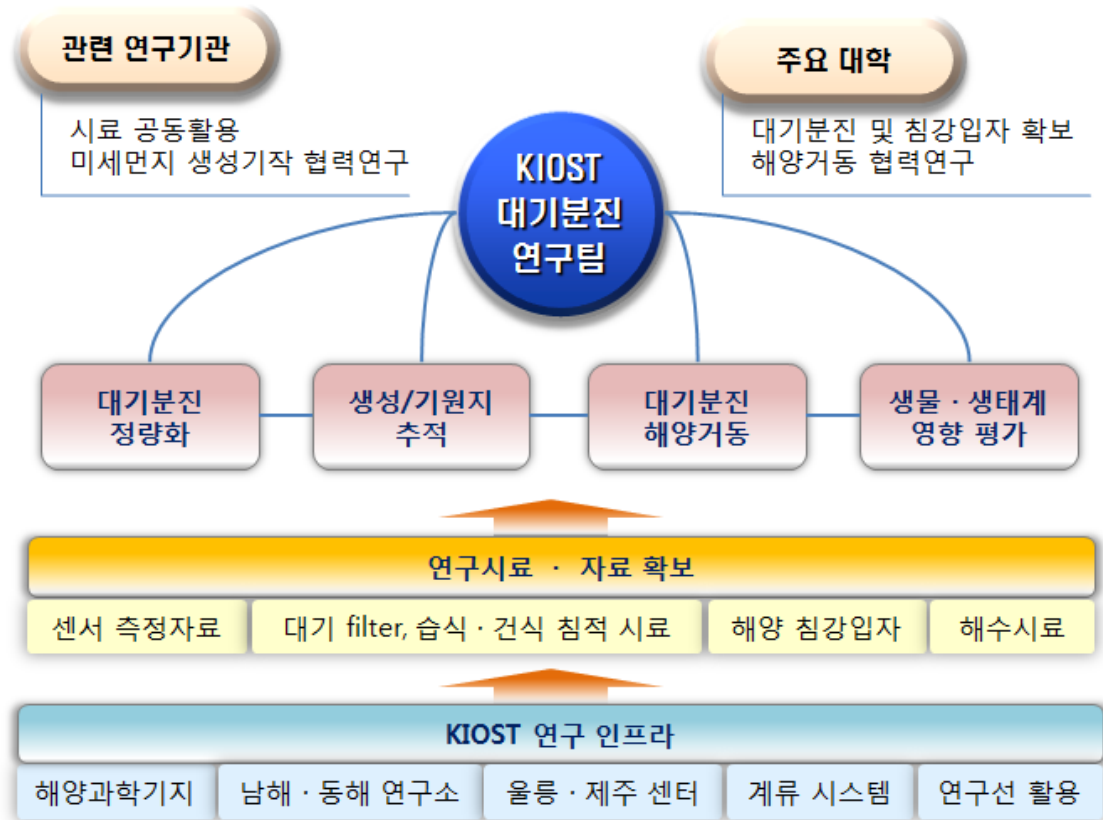 관련 연구기관
시료 공동활용
미세먼지 생성기작 협력연구
주요 대학
대기분진 및 침강입자 확보
해양거동 협력연구
KIOST
대기분진
연구팀
대기분진
정량화
생성/기원지
추적
대기분진
해양거동
생물 · 생태계
영향 평가
연구시료 · 자료 확보
센서 측정자료
대기 filter, 습식 · 건식 침적 시료
해양 침강입자
해수시료
KIOST 연구 인프라
해양과학기지
남해 · 동해 연구소
울릉 · 제주 센터
계류 시스템
연구선 활용